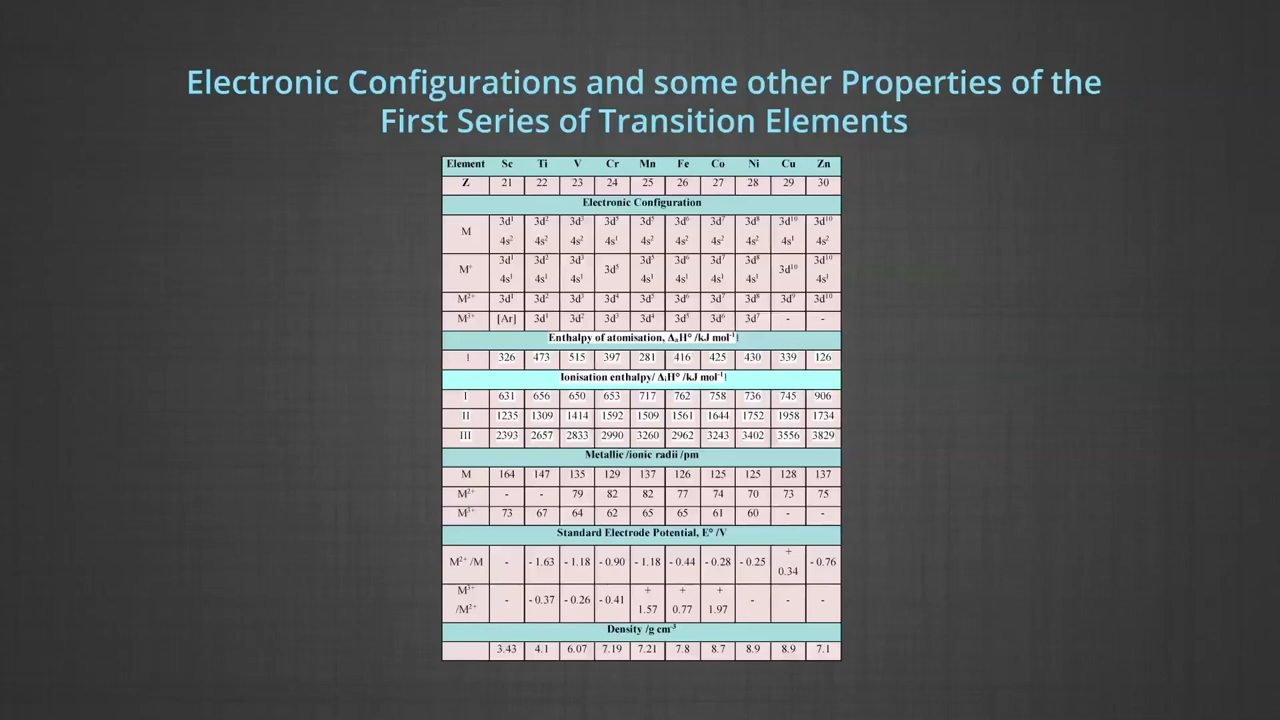 Electronic Configurations and some other Properties of the
First Series of Transition Elements
Element Sc Ti V Cr Mn Fe Co Ni Cu Zn
Z 21 22 23 24 25 26 27 28 29 30
Electronic Configuration
M 3d¹ 3d² 3d³ 3d⁵ 3d⁵ 3d⁶ 3d⁷ 3d⁸ 3d¹⁰ 3d¹⁰
4s² 4s² 4s² 4s¹ 4s² 4s² 4s² 4s² 4s¹ 4s²
M⁺ 3d¹ 3d² 3d³ 3d⁵ 3d⁵ 3d⁶ 3d⁷ 3d⁸ 3d¹⁰ 3d¹⁰
4s¹ 4s¹ 4s¹ 4s¹ 4s¹ 4s¹ 4s¹ 4s¹
M²⁺ 3d¹ 3d² 3d³ 3d⁴ 3d⁵ 3d⁶ 3d⁷ 3d⁸ 3d⁹ 3d¹⁰
M³⁺ [Ar] 3d¹ 3d² 3d³ 3d⁴ 3d⁵ 3d⁶ 3d⁷ - -
Enthalpy of atomisation, ΔₐH° /kJ mol⁻¹
326 473 515 397 281 416 425 430 339 126
Ionisation enthalpy/ ΔᵢH° /kJ mol⁻¹
I 631 656 650 653 717 762 758 736 745 906
II 1235 1309 1414 1592 1509 1561 1644 1752 1958 1734
III 2393 2657 2833 2990 3260 2962 3243 3402 3556 3829
Metallic /ionic radii /pm
M 164 147 135 129 137 126 125 125 128 137
M²⁺ - - 79 82 82 77 74 70 73 75
M³⁺ 73 67 64 62 65 65 61 60 - -
Standard Electrode Potential, E° /V
M²⁺ /M - - 1.63 - 1.18 - 0.90 - 1.18 - 0.44 - 0.28 - 0.25 + 0.34 - 0.76
M³⁺ /M²⁺ - - 0.37 - 0.26 - 0.41 + 1.57 + 0.77 + 1.97 - - -
Density /g cm⁻³
3.43 4.1 6.07 7.19 7.21 7.8 8.7 8.9 8.9 7.1